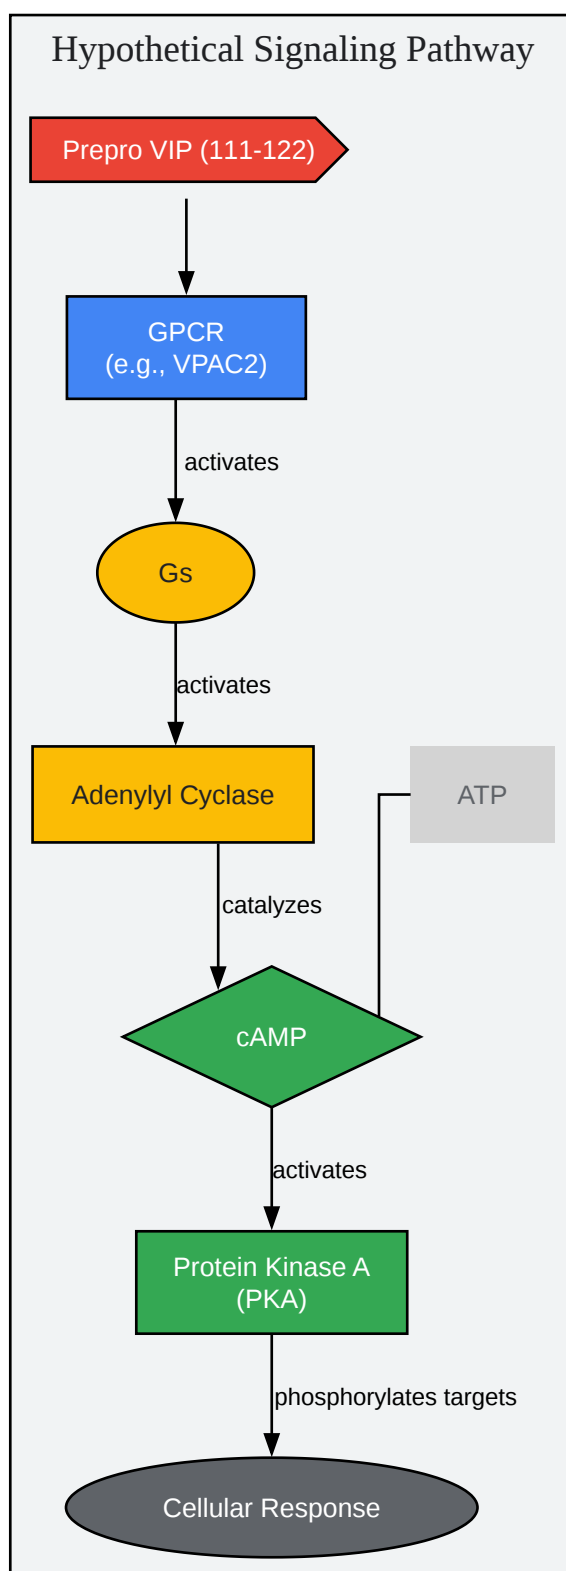 Hypothetical Signaling Pathway
Prepro VIP (111-122)
GPCR
(e.g., VPAC2)
activates
Gs
activates
Adenylyl Cyclase
ATP
catalyzes
cAMP
activates
Protein Kinase A
(PKA)
phosphorylates targets
Cellular Response